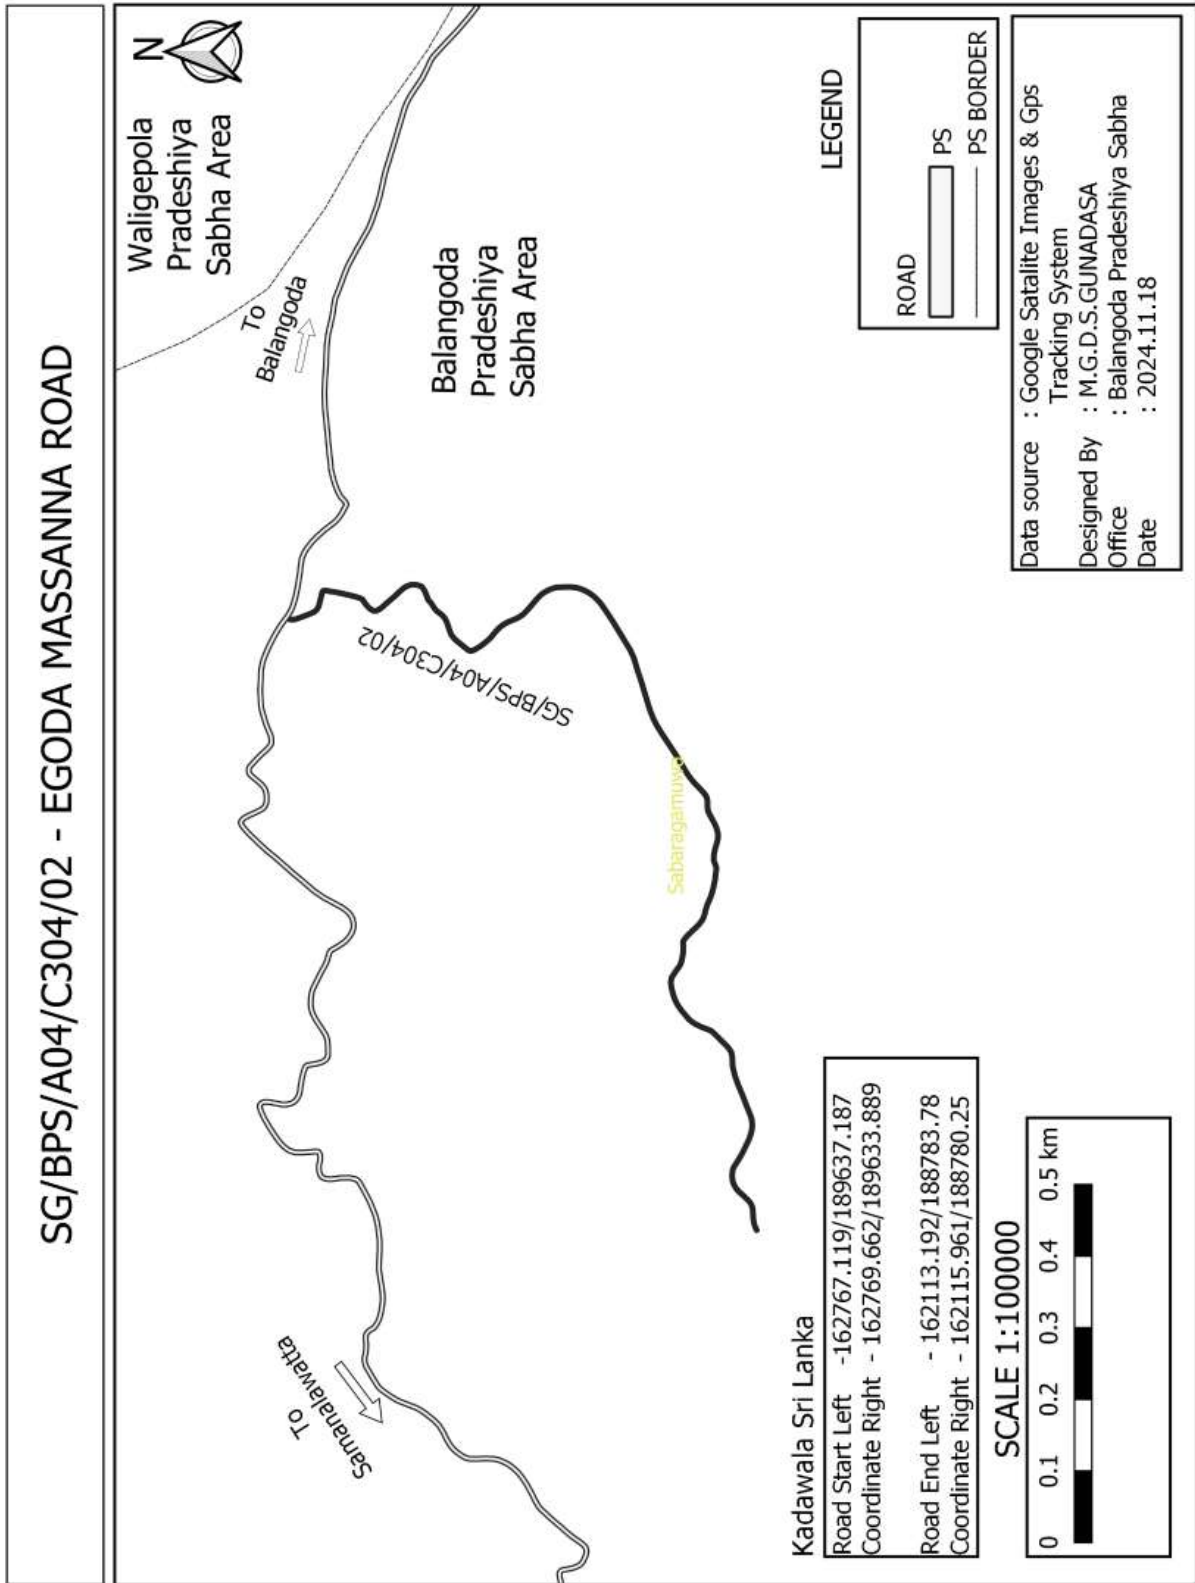 SG/BPS/A04/C304/02 - EGODA MASSANNA ROAD
N
Waligepola
Pradeshiya
Sabha Area
To
Balangoda
Balangoda
Pradeshiya
Sabha Area
SG/BPS/A04/C304/02
Sabaragamuwa
To
Samanalawatta
LEGEND
ROAD
PS
PS BORDER
Kadawala Sri Lanka
Road Start Left -162767.119/189637.187
Coordinate Right - 162769.662/189633.889
Road End Left - 162113.192/188783.78
Coordinate Right - 162115.961/188780.25
SCALE 1:100000
0 0.1 0.2 0.3 0.4 0.5 km
Data source : Google Satalite Images & Gps
Tracking System
Designed By : M.G.D.S.GUNADASA
Office : Balangoda Pradeshiya Sabha
Date : 2024.11.18